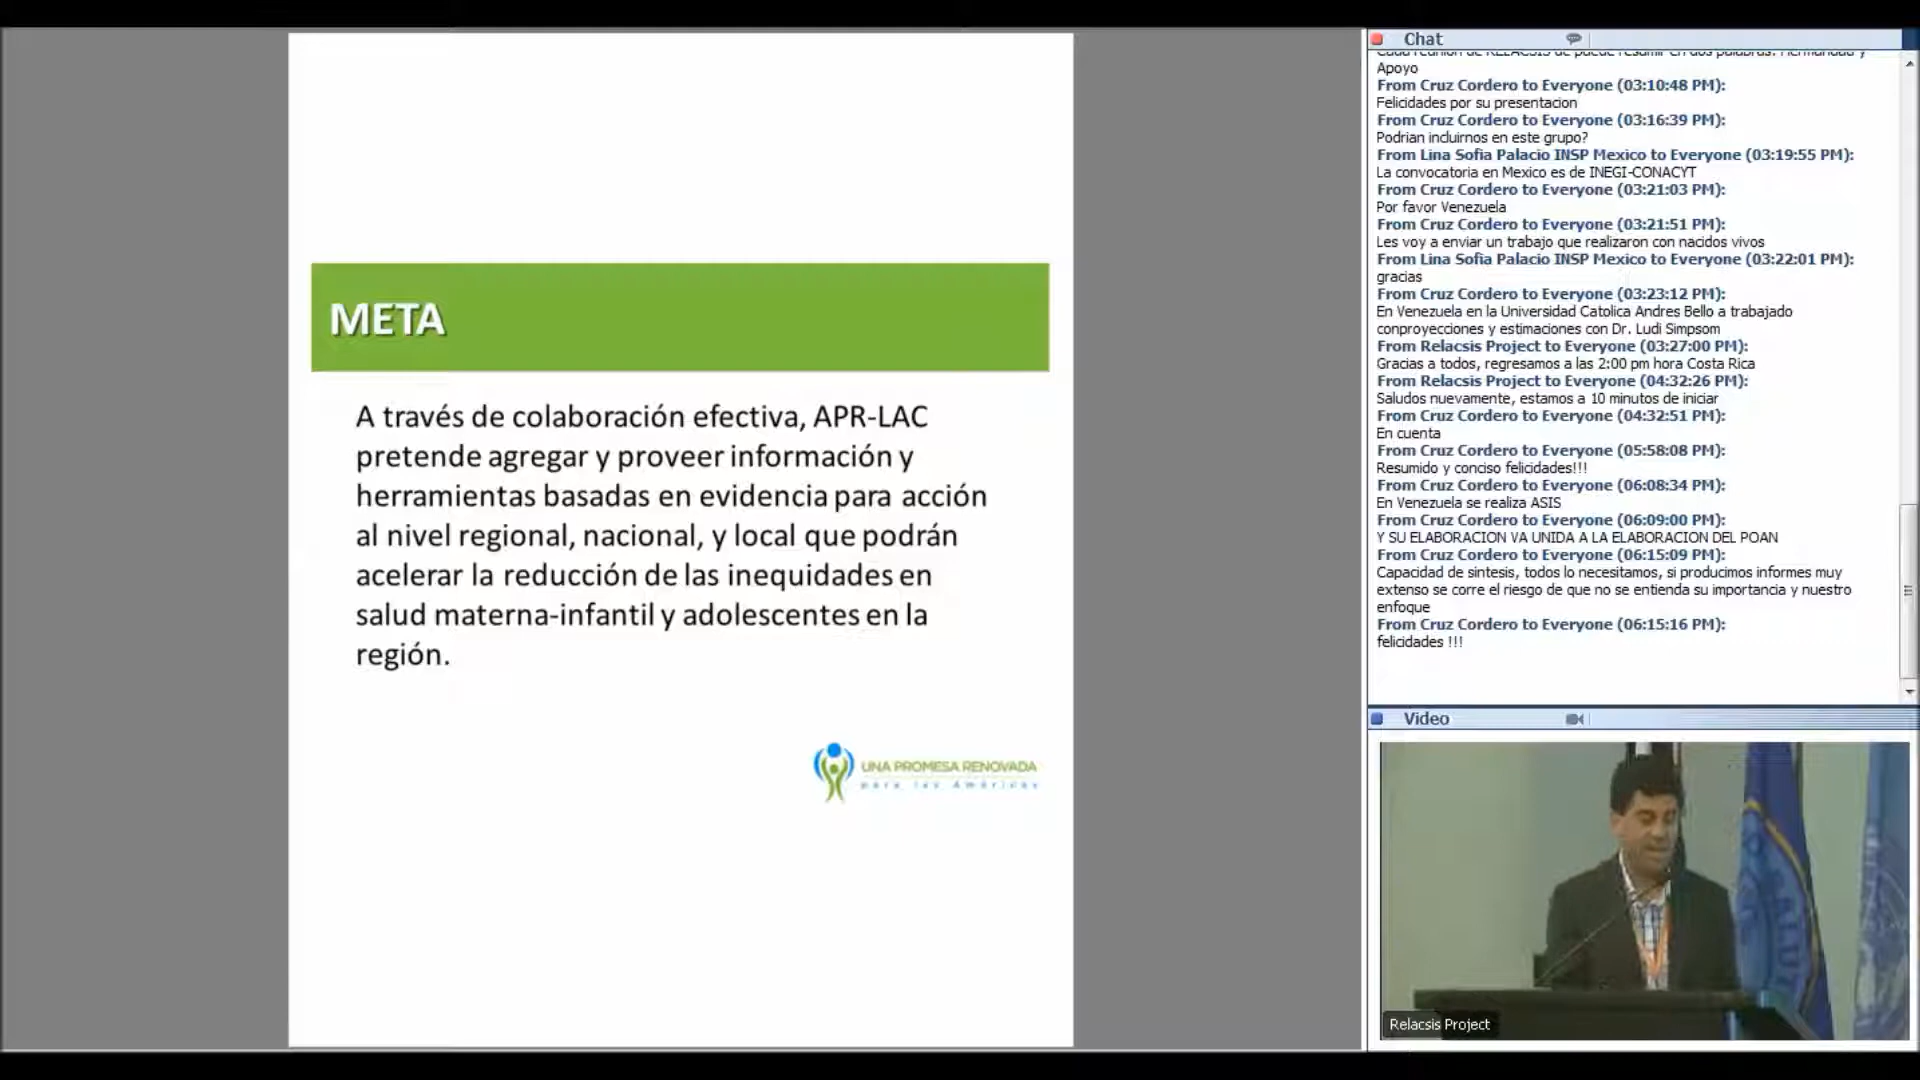 META
A través de colaboración efectiva, APR-LAC
pretende agregar y proveer información y
herramientas basadas en evidencia para acción
al nivel regional, nacional, y local que podrán
acelerar la reducción de las inequidades en
salud materna-infantil y adolescentes en la
región.
UNA PROMESA RENOVADA
para las Américas
Chat
Cada reunion de RELACSIS de puede resumir en dos palabras: Hermandad y
Apoyo
From Cruz Cordero to Everyone (03:10:48 PM):
Felicidades por su presentacion
From Cruz Cordero to Everyone (03:16:39 PM):
Podrian incluirnos en este grupo?
From Lina Sofia Palacio INSP Mexico to Everyone (03:19:55 PM):
La convocatoria en Mexico es de INEGI-CONACYT
From Cruz Cordero to Everyone (03:21:03 PM):
Por favor Venezuela
From Cruz Cordero to Everyone (03:21:51 PM):
Les voy a enviar un trabajo que realizaron con nacidos vivos
From Lina Sofia Palacio INSP Mexico to Everyone (03:22:01 PM):
gracias
From Cruz Cordero to Everyone (03:23:12 PM):
En Venezuela en la Universidad Catolica Andres Bello a trabajado
conproyecciones y estimaciones con Dr. Ludi Simpsom
From Relacsis Project to Everyone (03:27:00 PM):
Gracias a todos, regresamos a las 2:00 pm hora Costa Rica
From Relacsis Project to Everyone (04:32:26 PM):
Saludos nuevamente, estamos a 10 minutos de iniciar
From Cruz Cordero to Everyone (04:32:51 PM):
En cuenta
From Cruz Cordero to Everyone (05:58:08 PM):
Resumido y conciso felicidades!!!
From Cruz Cordero to Everyone (06:08:34 PM):
En Venezuela se realiza ASIS
From Cruz Cordero to Everyone (06:09:00 PM):
Y SU ELABORACION VA UNIDA A LA ELABORACION DEL POAN
From Cruz Cordero to Everyone (06:15:09 PM):
Capacidad de sintesis, todos lo necesitamos, si producimos informes muy
extenso se corre el riesgo de que no se entienda su importancia y nuestro
enfoque
From Cruz Cordero to Everyone (06:15:16 PM):
felicidades !!!
Video
Relacsis Project